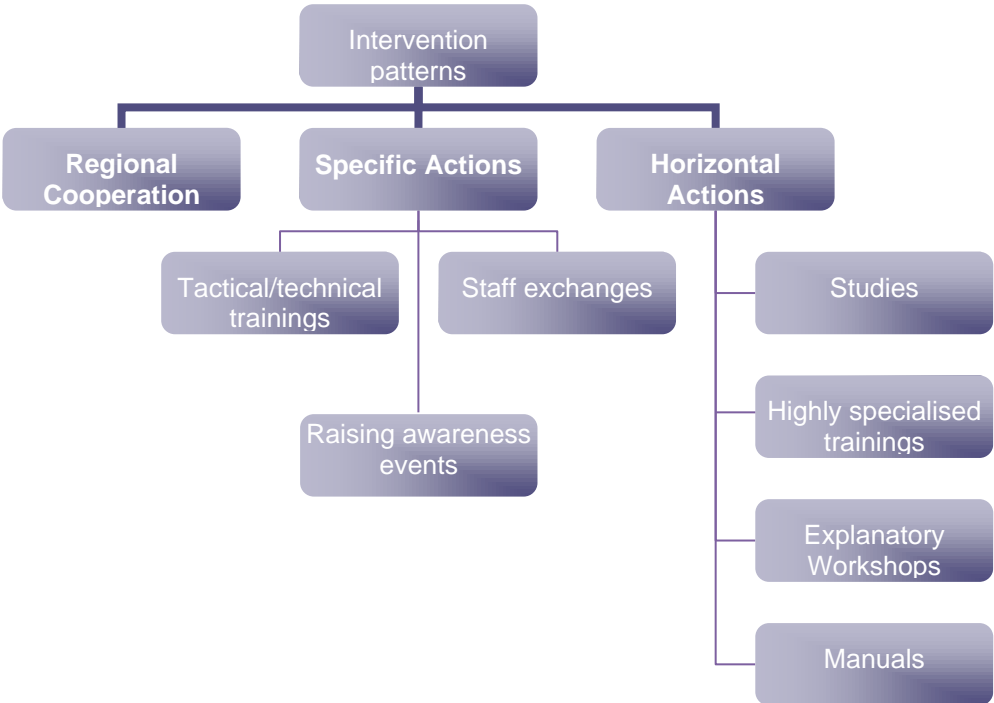 Intervention
patterns
Regional
Cooperation
Specific Actions
Horizontal
Actions
Tactical/technical
trainings
Staff exchanges
Raising awareness
events
Studies
Highly specialised
trainings
Explanatory
Workshops
Manuals